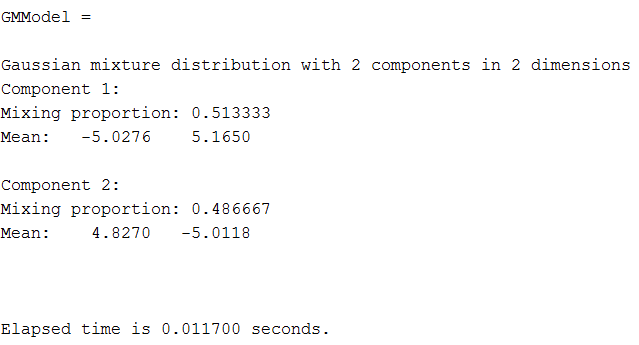 GMModel =
Gaussian mixture distribution with 2 components in 2 dimensions
Component 1:
Mixing proportion: 0.513333
Mean:   -5.0276    5.1650
Component 2:
Mixing proportion: 0.486667
Mean:    4.8270   -5.0118
Elapsed time is 0.011700 seconds.